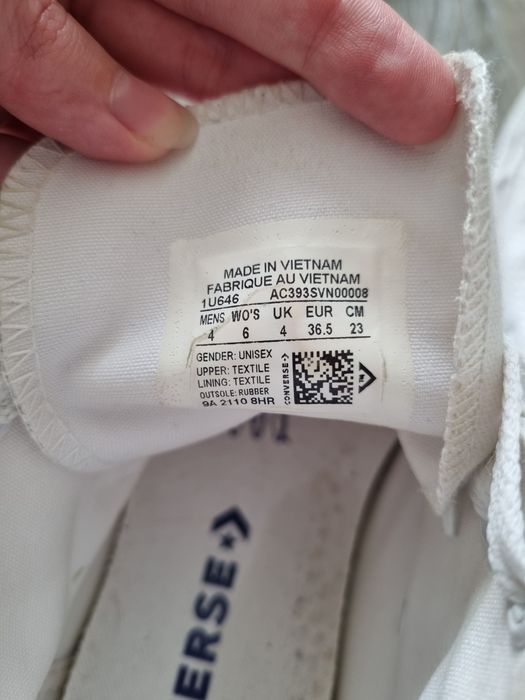 MADE IN VIETNAM
FABRIQUE AU VIETNAM
1U646 AC393SVN00008
MENS WO'S UK EUR CM
4 6 4 36.5 23
GENDER: UNISEX
UPPER: TEXTILE
LINING: TEXTILE
OUTSOLE: RUBBER
9A 2110 8HR
CONVERSE
ERSE